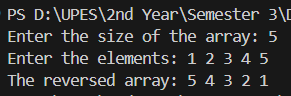 PS D:\UPES\2nd Year\Semester 3\D
Enter the size of the array: 5
Enter the elements: 1 2 3 4 5
The reversed array: 5 4 3 2 1